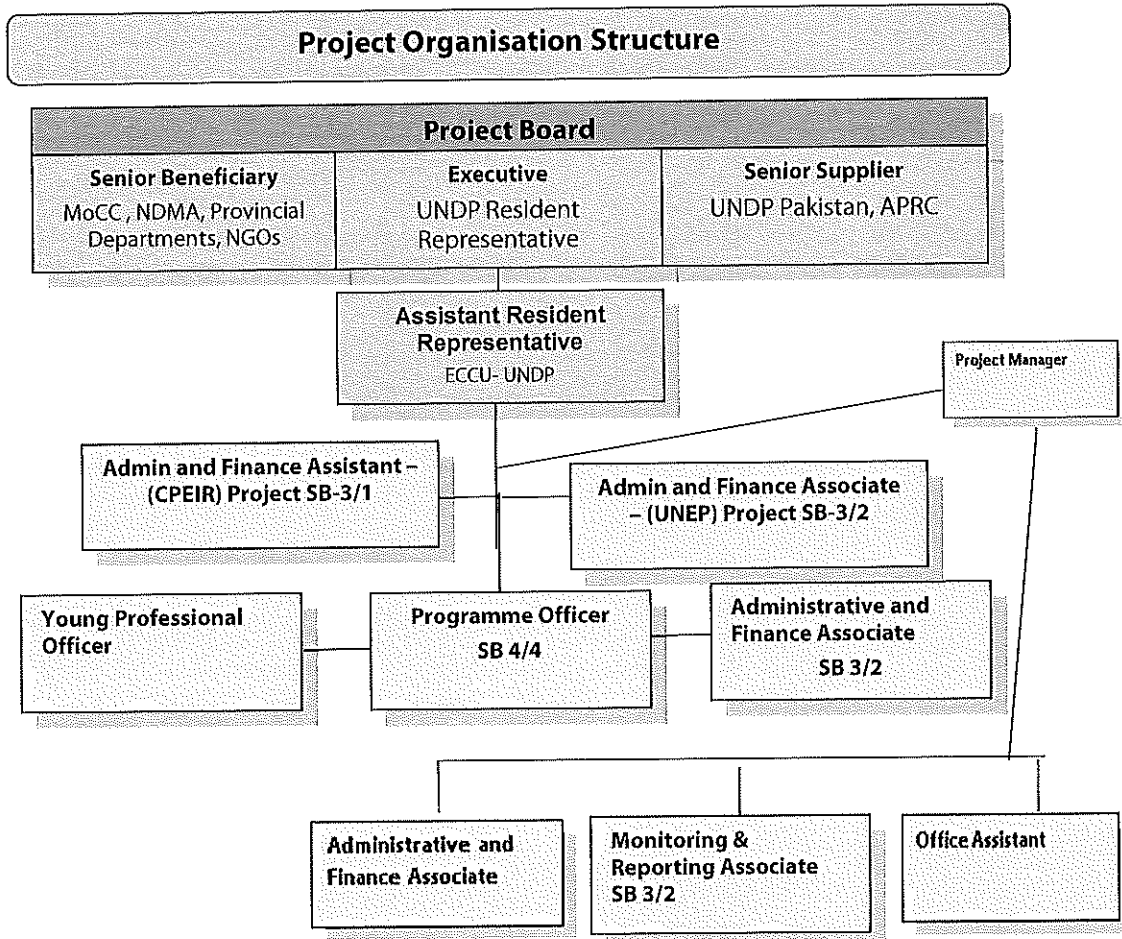 Project Organisation Structure
Project Board
Senior Beneficiary
MoCC , NDMA, Provincial
Departments, NGOs
Executive
UNDP Resident
Representative
Senior Supplier
UNDP Pakistan, APRC
Assistant Resident
Representative
ECCU- UNDP
Project Manager
Admin and Finance Assistant –
(CPEIR) Project SB-3/1
Admin and Finance Associate
– (UNEP) Project SB-3/2
Young Professional
Officer
Programme Officer
SB 4/4
Administrative and
Finance Associate
SB 3/2
Administrative and
Finance Associate
Monitoring &
Reporting Associate
SB 3/2
Office Assistant